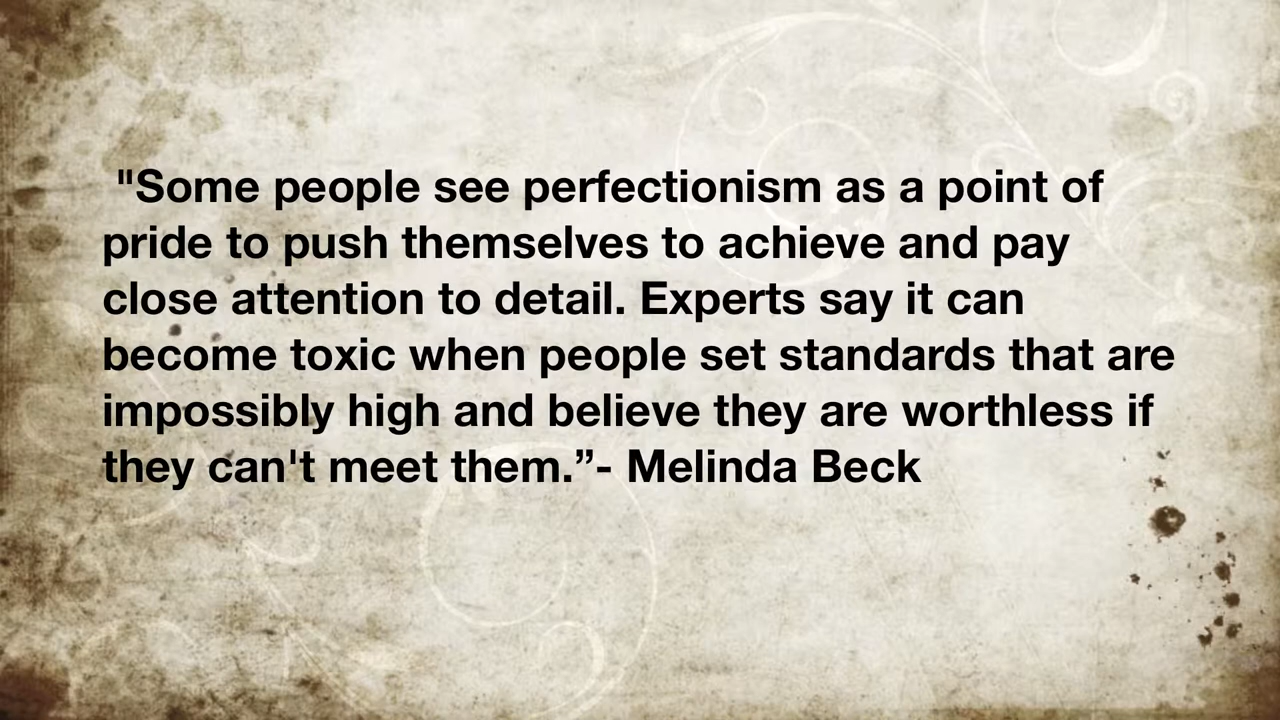 "Some people see perfectionism as a point of
pride to push themselves to achieve and pay
close attention to detail. Experts say it can
become toxic when people set standards that are
impossibly high and believe they are worthless if
they can't meet them.”- Melinda Beck